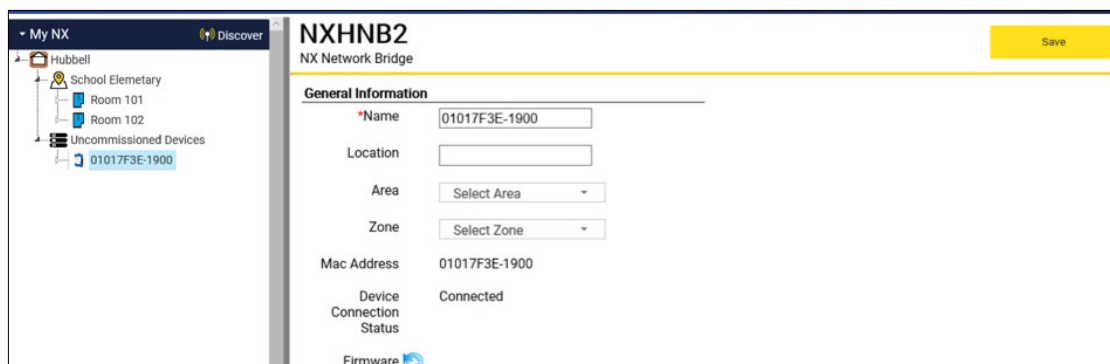 My NX
Discover
Hubbell
School Elemetary
Room 101
Room 102
Uncommissioned Devices
01017F3E-1900
NXHNB2
NX Network Bridge
Save
General Information
*Name 01017F3E-1900
Location
Area Select Area
Zone Select Zone
Mac Address 01017F3E-1900
Device Connected
Connection
Status
Firmware